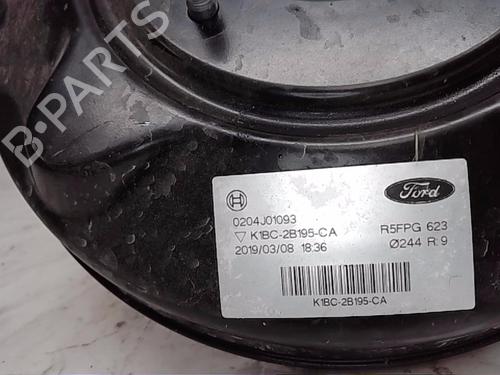 B-PARTS
Ford
0204J01093
R5FPG 623
▽ K1BC-2B195-CA
Ø244 R:9
2019/03/08 18:36
K1BC-2B195-CA